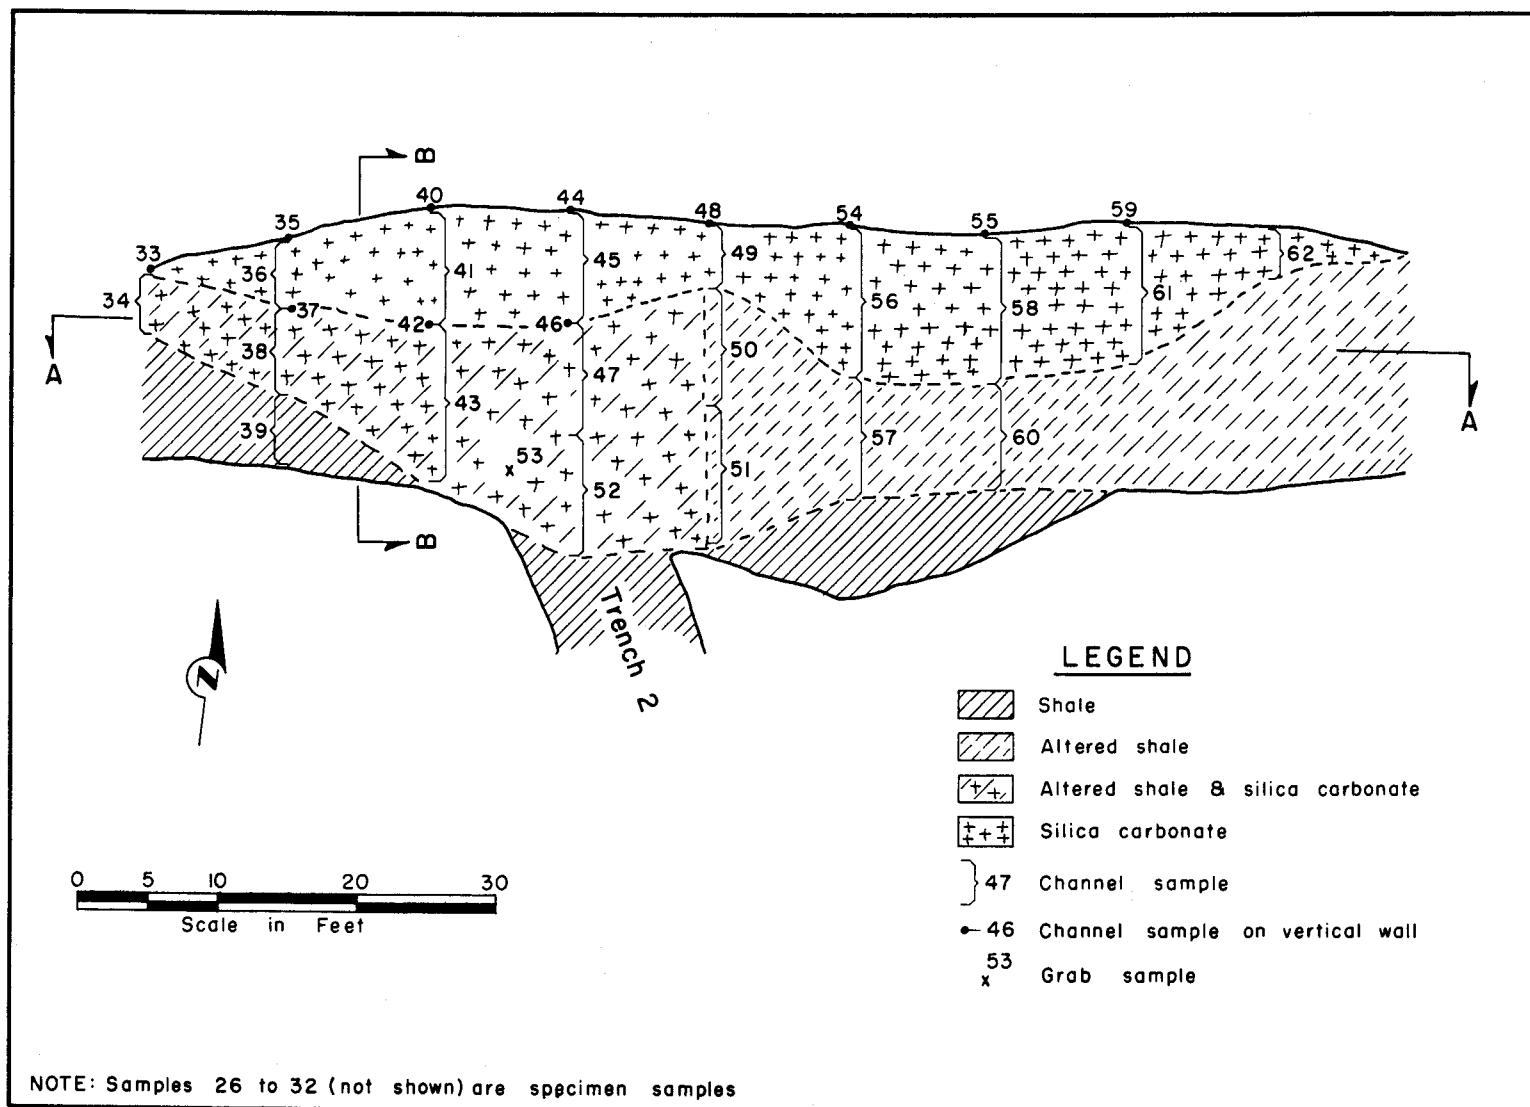 B
40
44
48
54
55
59
35
33
36
41
45
49
62
34
37
42
46
56
58
61
A
38
47
50
A
43
39
57
60
53
52
51
B
Trench 2
N
LEGEND
Shale
Altered shale
Altered shale & silica carbonate
Silica carbonate
47 Channel sample
46 Channel sample on vertical wall
53
x Grab sample
0 5 10 20 30
Scale in Feet
NOTE: Samples 26 to 32 (not shown) are specimen samples